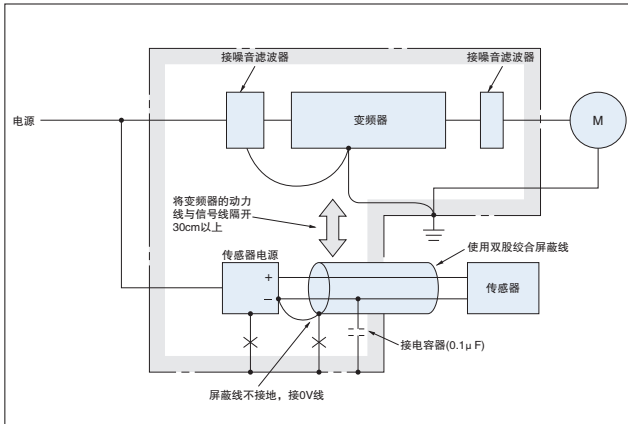 接噪音滤波器
接噪音滤波器
电源
变频器
M
将变频器的动力
线与信号线隔开
30cm以上
使用双股绞合屏蔽线
传感器电源
+
−
传感器
接电容器(0.1μF)
屏蔽线不接地，接0V线